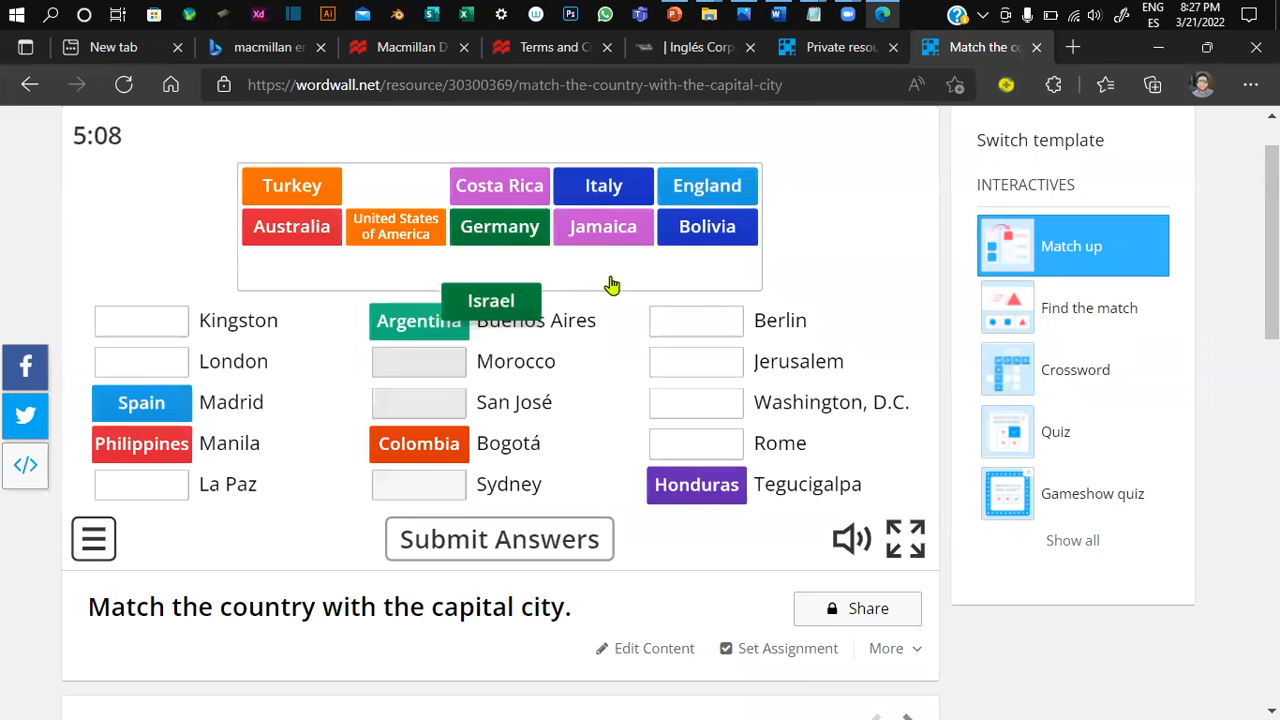 ENG 8:27 PM
ES 3/21/2022
New tab
macmillan e
Macmillan D
Terms and G
| Inglés Corp
Private resou
Match the co
https://wordwall.net/resource/30300369/match-the-country-with-the-capital-city
5:08
Turkey Costa Rica Italy England
Australia United States of America Germany Jamaica Bolivia
Israel
Kingston Argentina Buenos Aires Berlin
London Morocco Jerusalem
Spain Madrid San José Washington, D.C.
Philippines Manila Colombia Bogotá Rome
La Paz Sydney Honduras Tegucigalpa
Submit Answers
Match the country with the capital city.
Share
Edit Content Set Assignment More
Switch template
INTERACTIVES
Match up
Find the match
Crossword
Quiz
Gameshow quiz
Show all